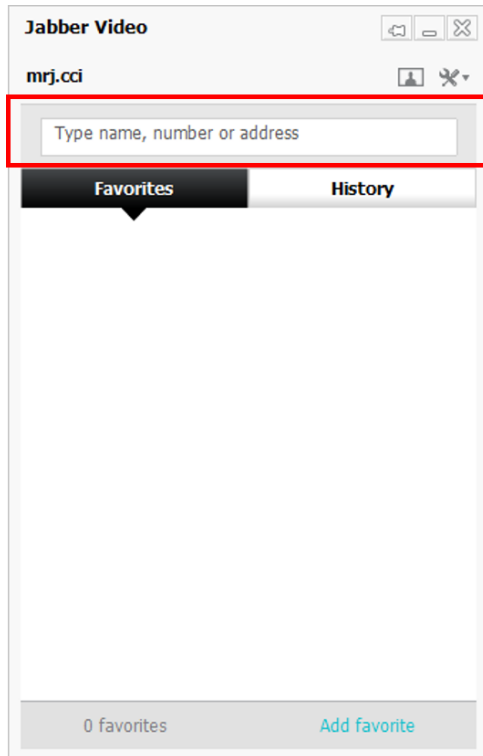 Jabber Video
mrj.cci
Type name, number or address
Favorites History
0 favorites Add favorite